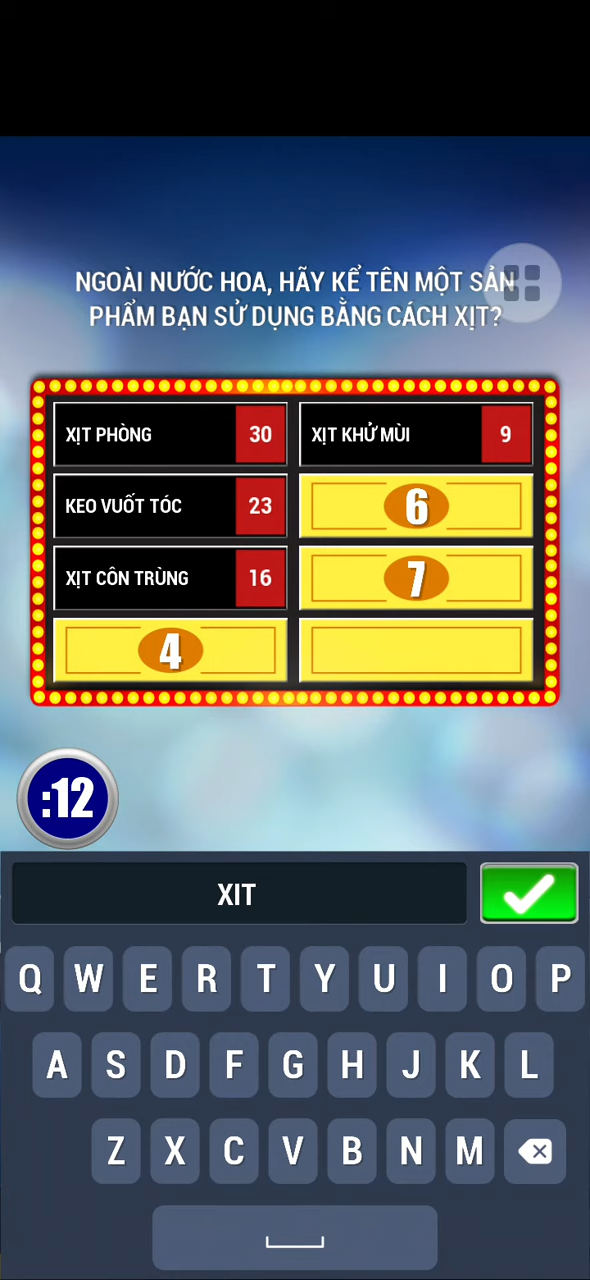 NGOÀI NƯỚC HOA, HÃY KỂ TÊN MỘT SẢN
PHẨM BẠN SỬ DỤNG BẰNG CÁCH XỊT?
XỊT PHÒNG 30
XỊT KHỬ MÙI 9
KEO VUỐT TÓC 23
6
XỊT CÔN TRÙNG 16
7
4
:12
XIT
Q W E R T Y U I O P
A S D F G H J K L
Z X C V B N M